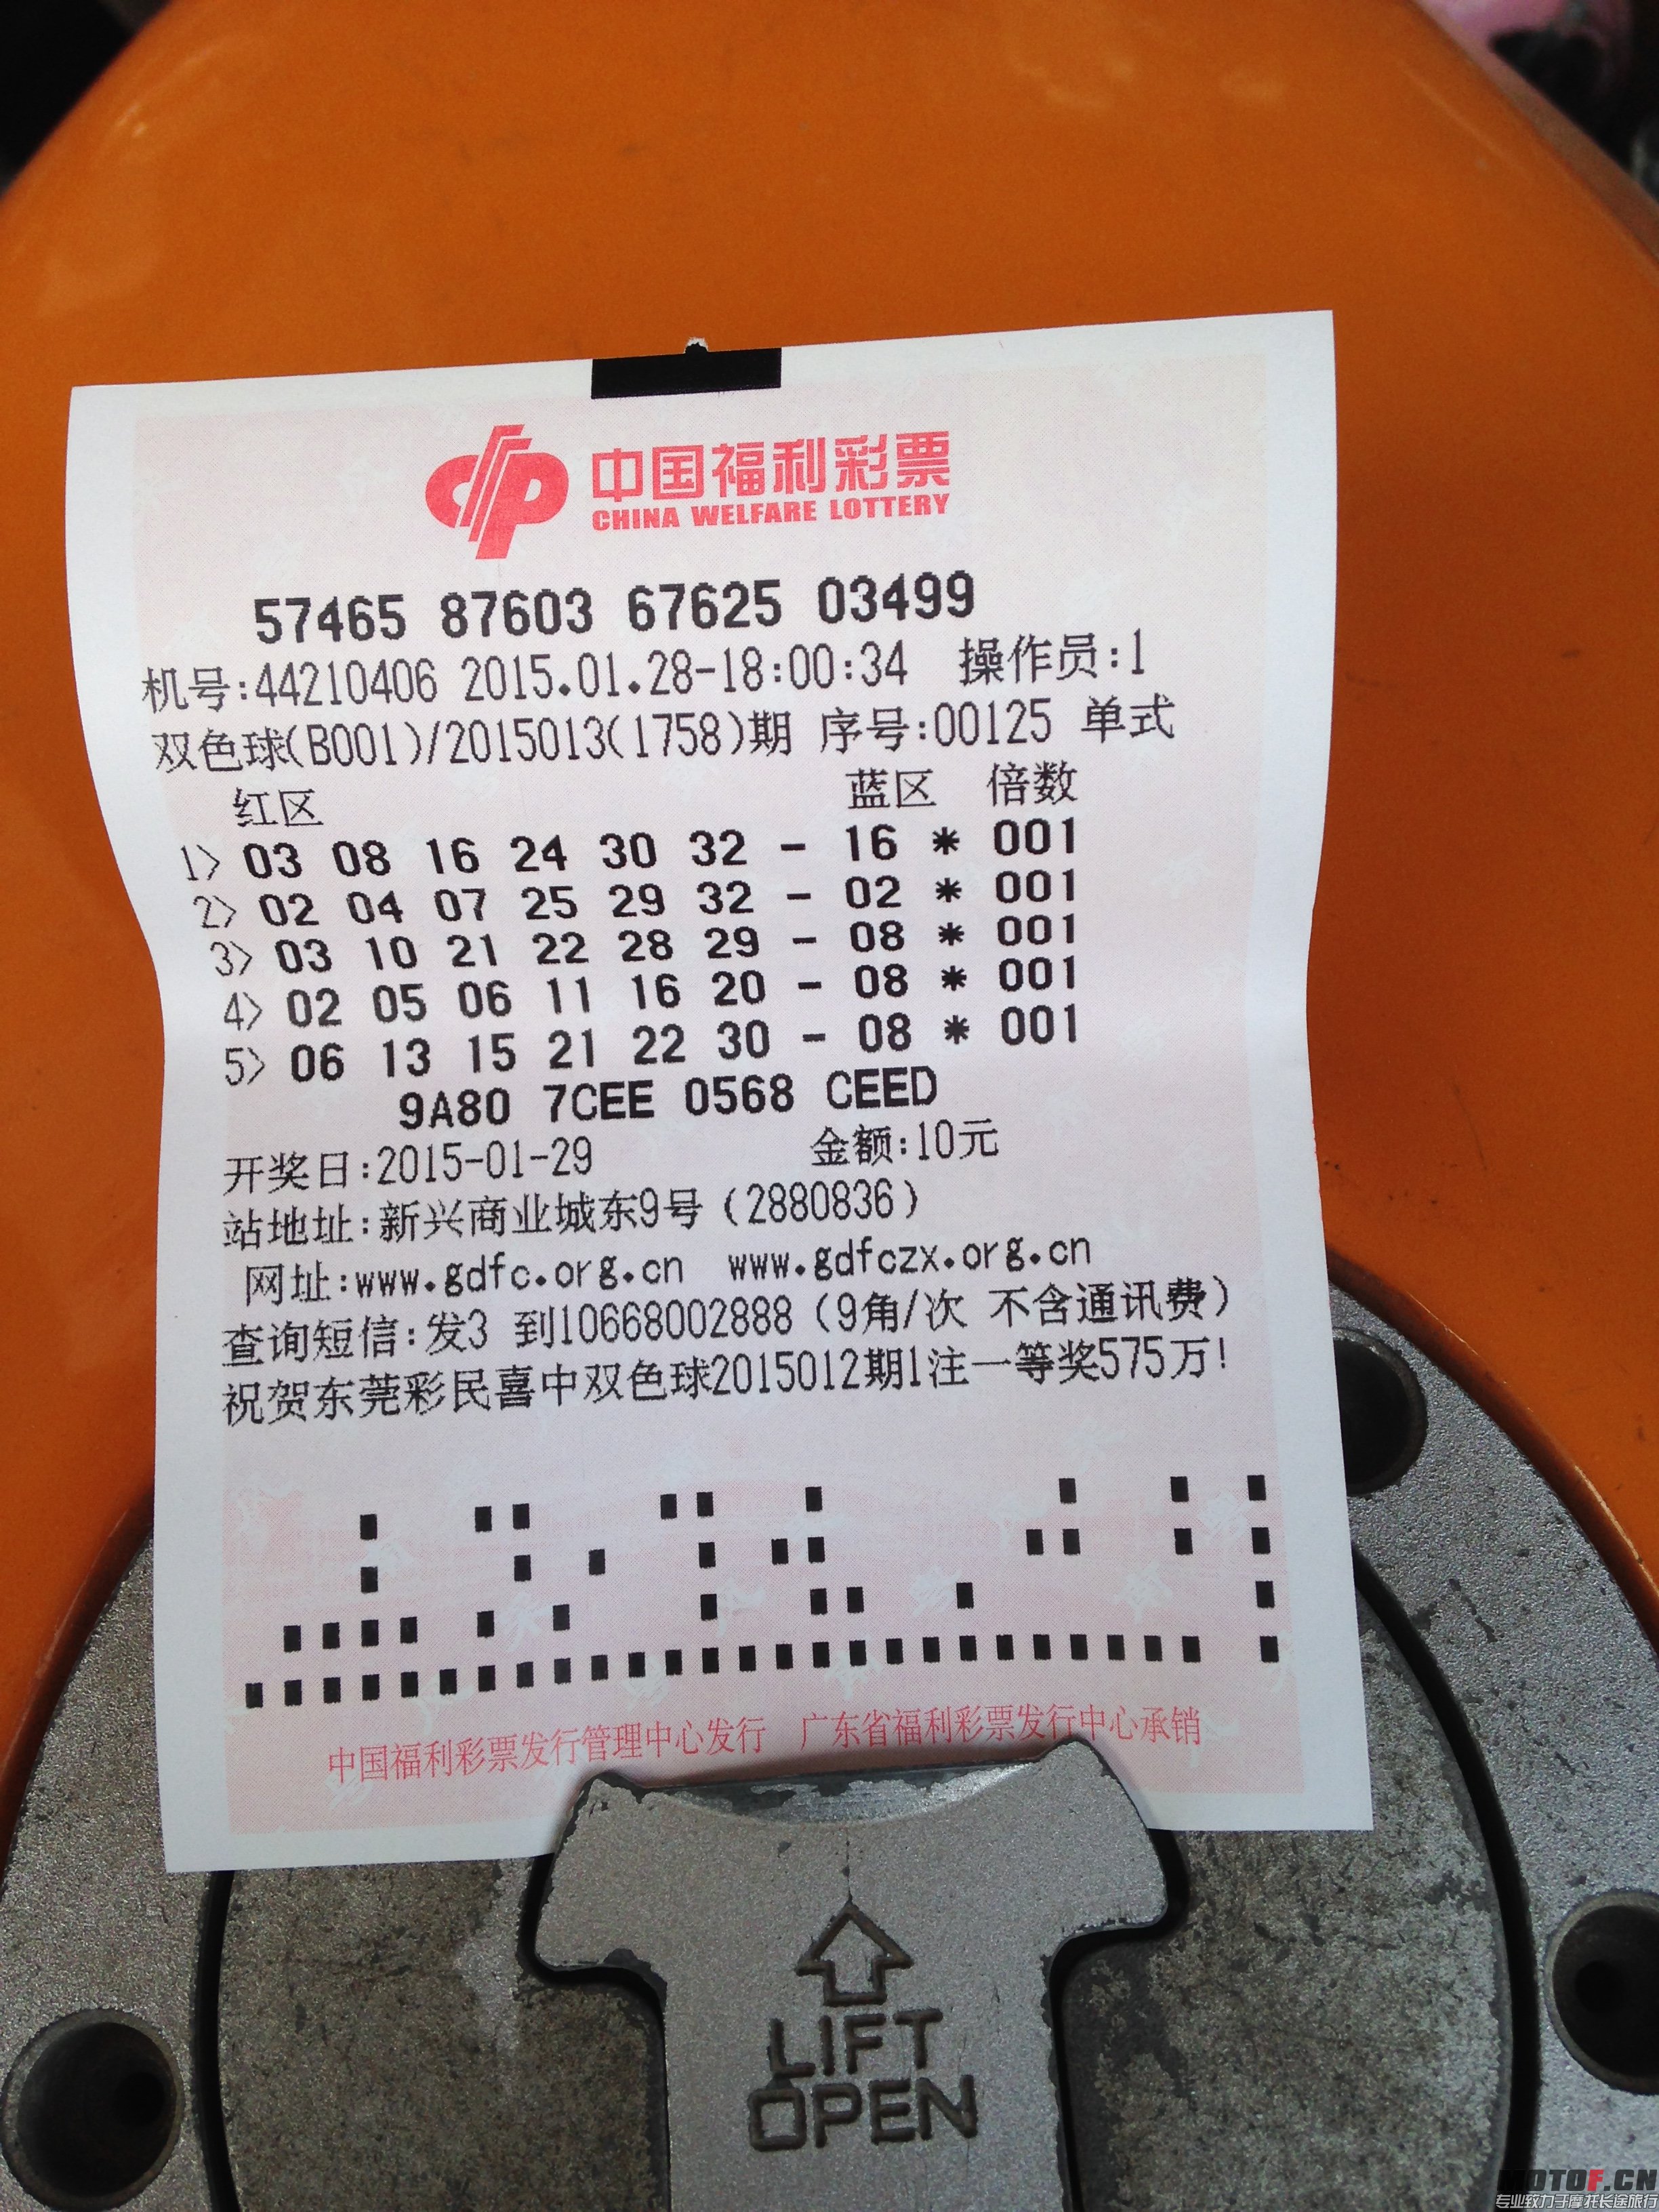 中国福利彩票
CHINA WELFARE LOTTERY
57465 87603 67625 03499
机号:44210406 2015.01.28-18:00:34 操作员:1
双色球(B001)/2015013(1758)期 序号:00125 单式
红区 蓝区 倍数
1> 03 08 16 24 30 32 - 16 * 001
2> 02 04 07 25 29 32 - 02 * 001
3> 03 10 21 22 28 29 - 08 * 001
4> 02 05 06 11 16 20 - 08 * 001
5> 06 13 15 21 22 30 - 08 * 001
9A80 7CEE 0568 CEED
开奖日:2015-01-29 金额:10元
站地址:新兴商业城东9号(2880836)
网址:www.gdfc.org.cn www.gdfczx.org.cn
查询短信:发3 到10668002888(9角/次 不含通讯费)
祝贺东莞彩民喜中双色球2015012期1注一等奖575万!
中国福利彩票发行管理中心发行 广东省福利彩票发行中心承销
LIFT
OPEN
MOTOF.CN
专业致力于摩托长途旅行